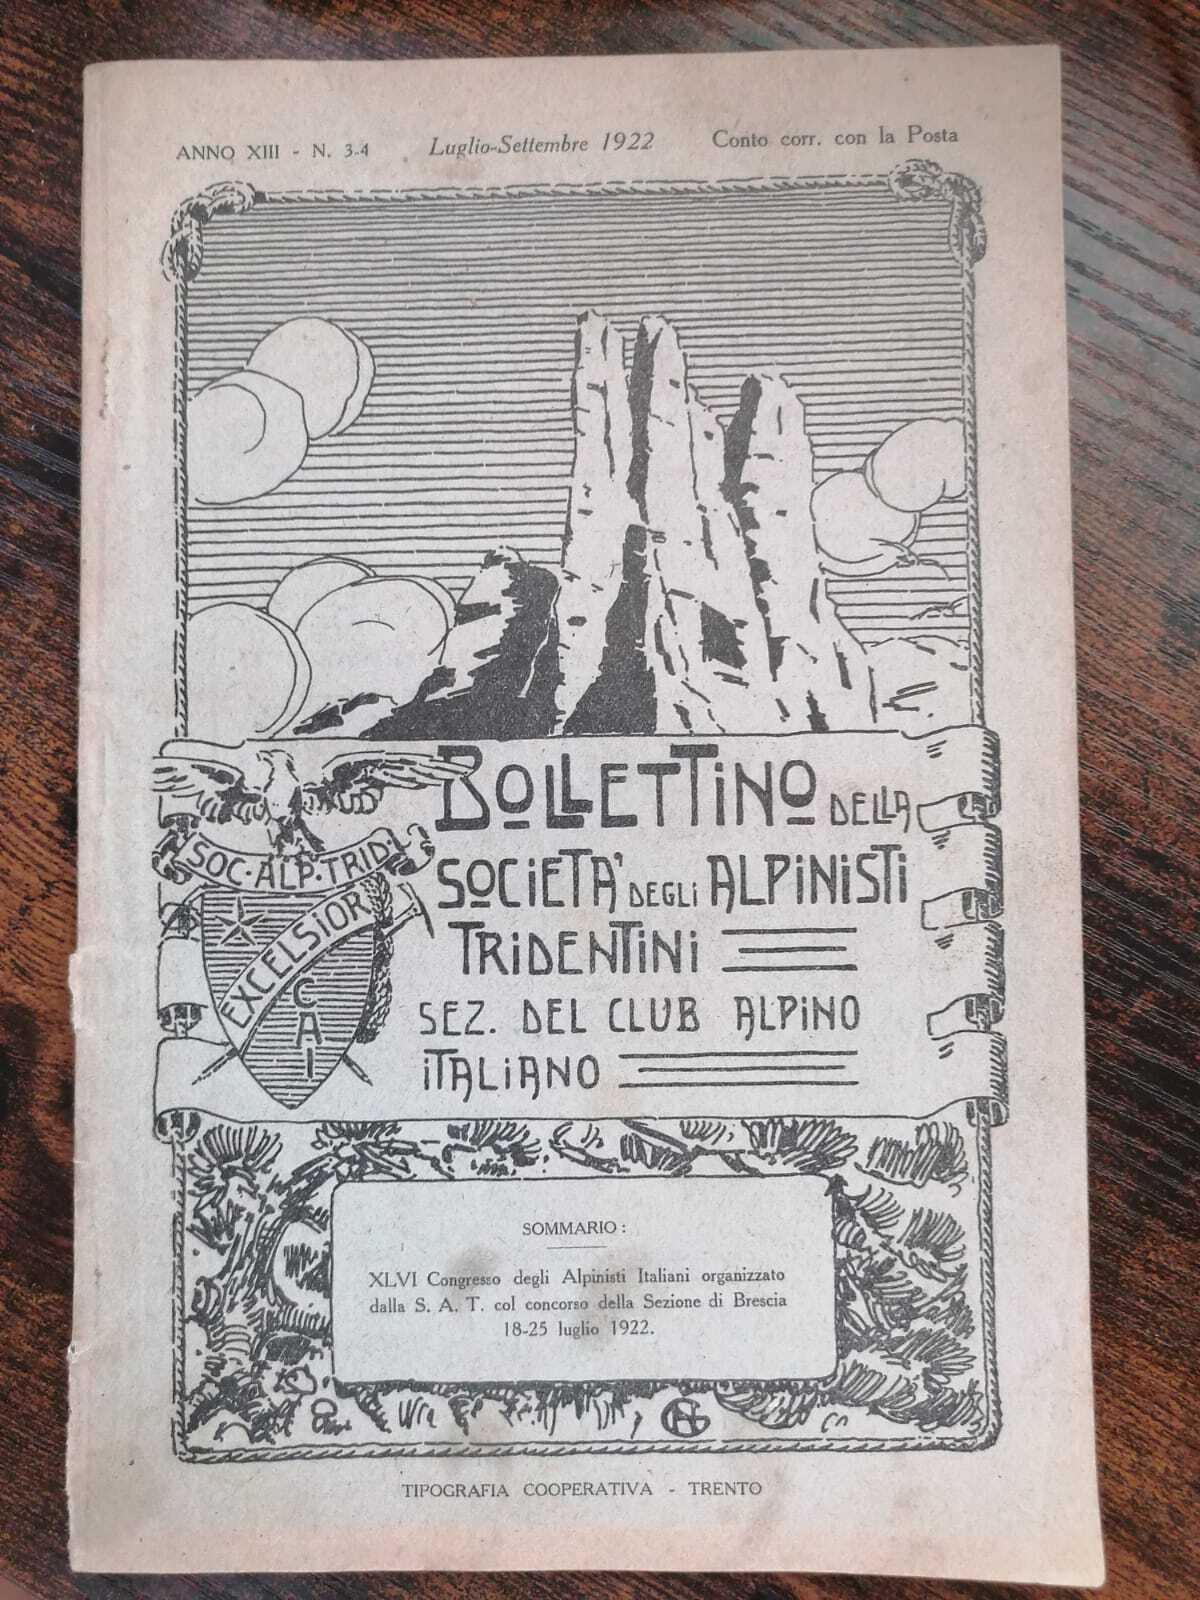 ANNO XIII - N. 3-4 Luglio-Settembre 1922 Conto corr. con la Posta
BOLLETTINO DELLA
SOCIETA' DEGLI ALPINISTI
TRIDENTINI
SEZ. DEL CLUB ALPINO
ITALIANO
SOC. ALP. TRID.
EXCELSIOR
CAI
SOMMARIO:
XLVI Congresso degli Alpinisti Italiani organizzato
dalla S. A. T. col concorso della Sezione di Brescia
18-25 luglio 1922.
TIPOGRAFIA COOPERATIVA - TRENTO